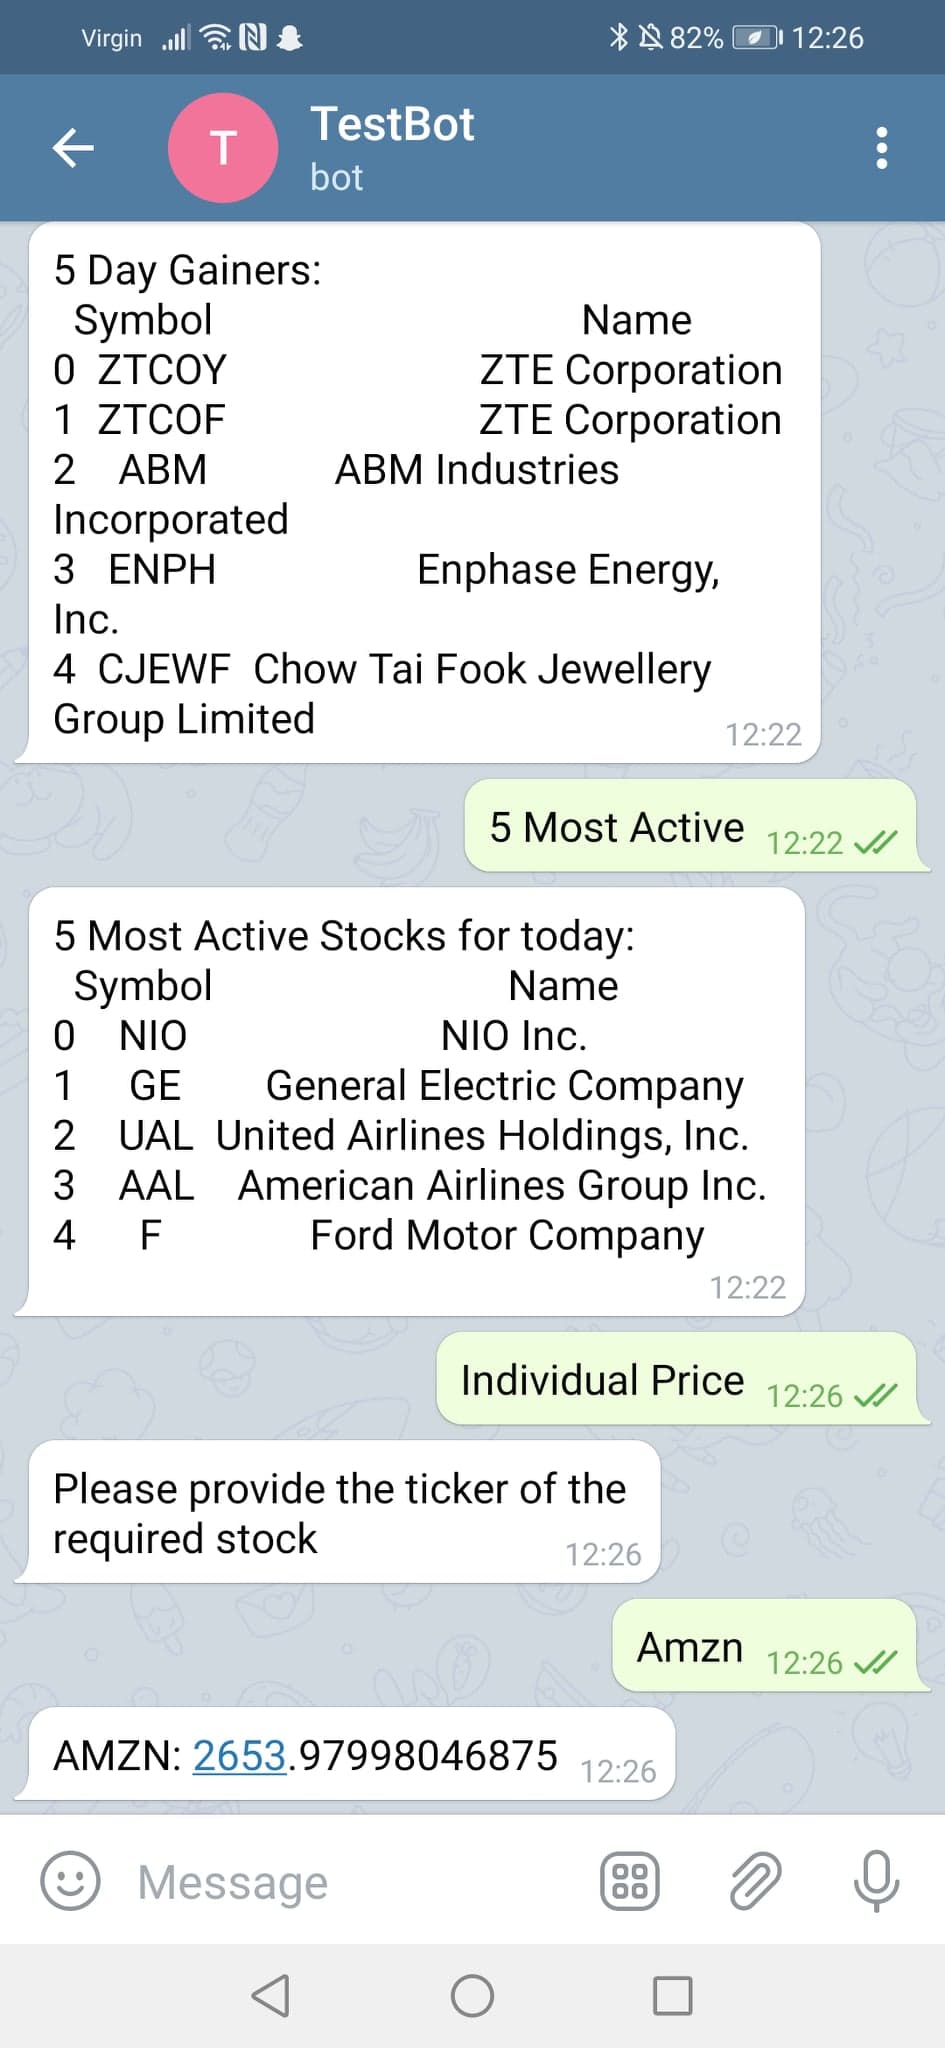 Virgin 82% 12:26
T TestBot
bot
5 Day Gainers:
Symbol Name
0 ZTCOY ZTE Corporation
1 ZTCOF ZTE Corporation
2 ABM ABM Industries
Incorporated
3 ENPH Enphase Energy,
Inc.
4 CJEWF Chow Tai Fook Jewellery
Group Limited
12:22
5 Most Active 12:22
5 Most Active Stocks for today:
Symbol Name
0 NIO NIO Inc.
1 GE General Electric Company
2 UAL United Airlines Holdings, Inc.
3 AAL American Airlines Group Inc.
4 F Ford Motor Company
12:22
Individual Price 12:26
Please provide the ticker of the
required stock 12:26
Amzn 12:26
AMZN: 2653.97998046875 12:26
Message